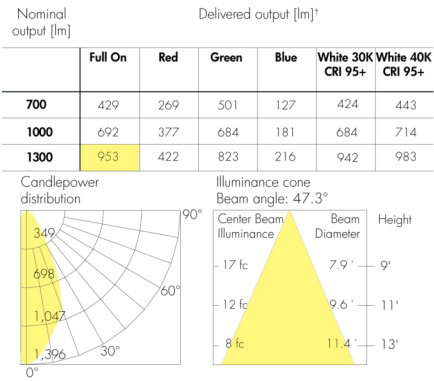 Nominal output [lm]
Delivered output [lm]†
Full On Red Green Blue White 30K CRI 95+ White 40K CRI 95+
700 429 269 501 127 424 443
1000 692 377 684 181 684 714
1300 953 422 823 216 942 983
Candlepower
distribution
90°
349
698
60°
1,047
1,396
30°
0°
Illuminance cone
Beam angle: 47.3°
Center Beam Illuminance
Beam Diameter
Height
17 fc 7.9 ' 9'
12 fc 9.6 ' 11'
8 fc 11.4 ' 13'